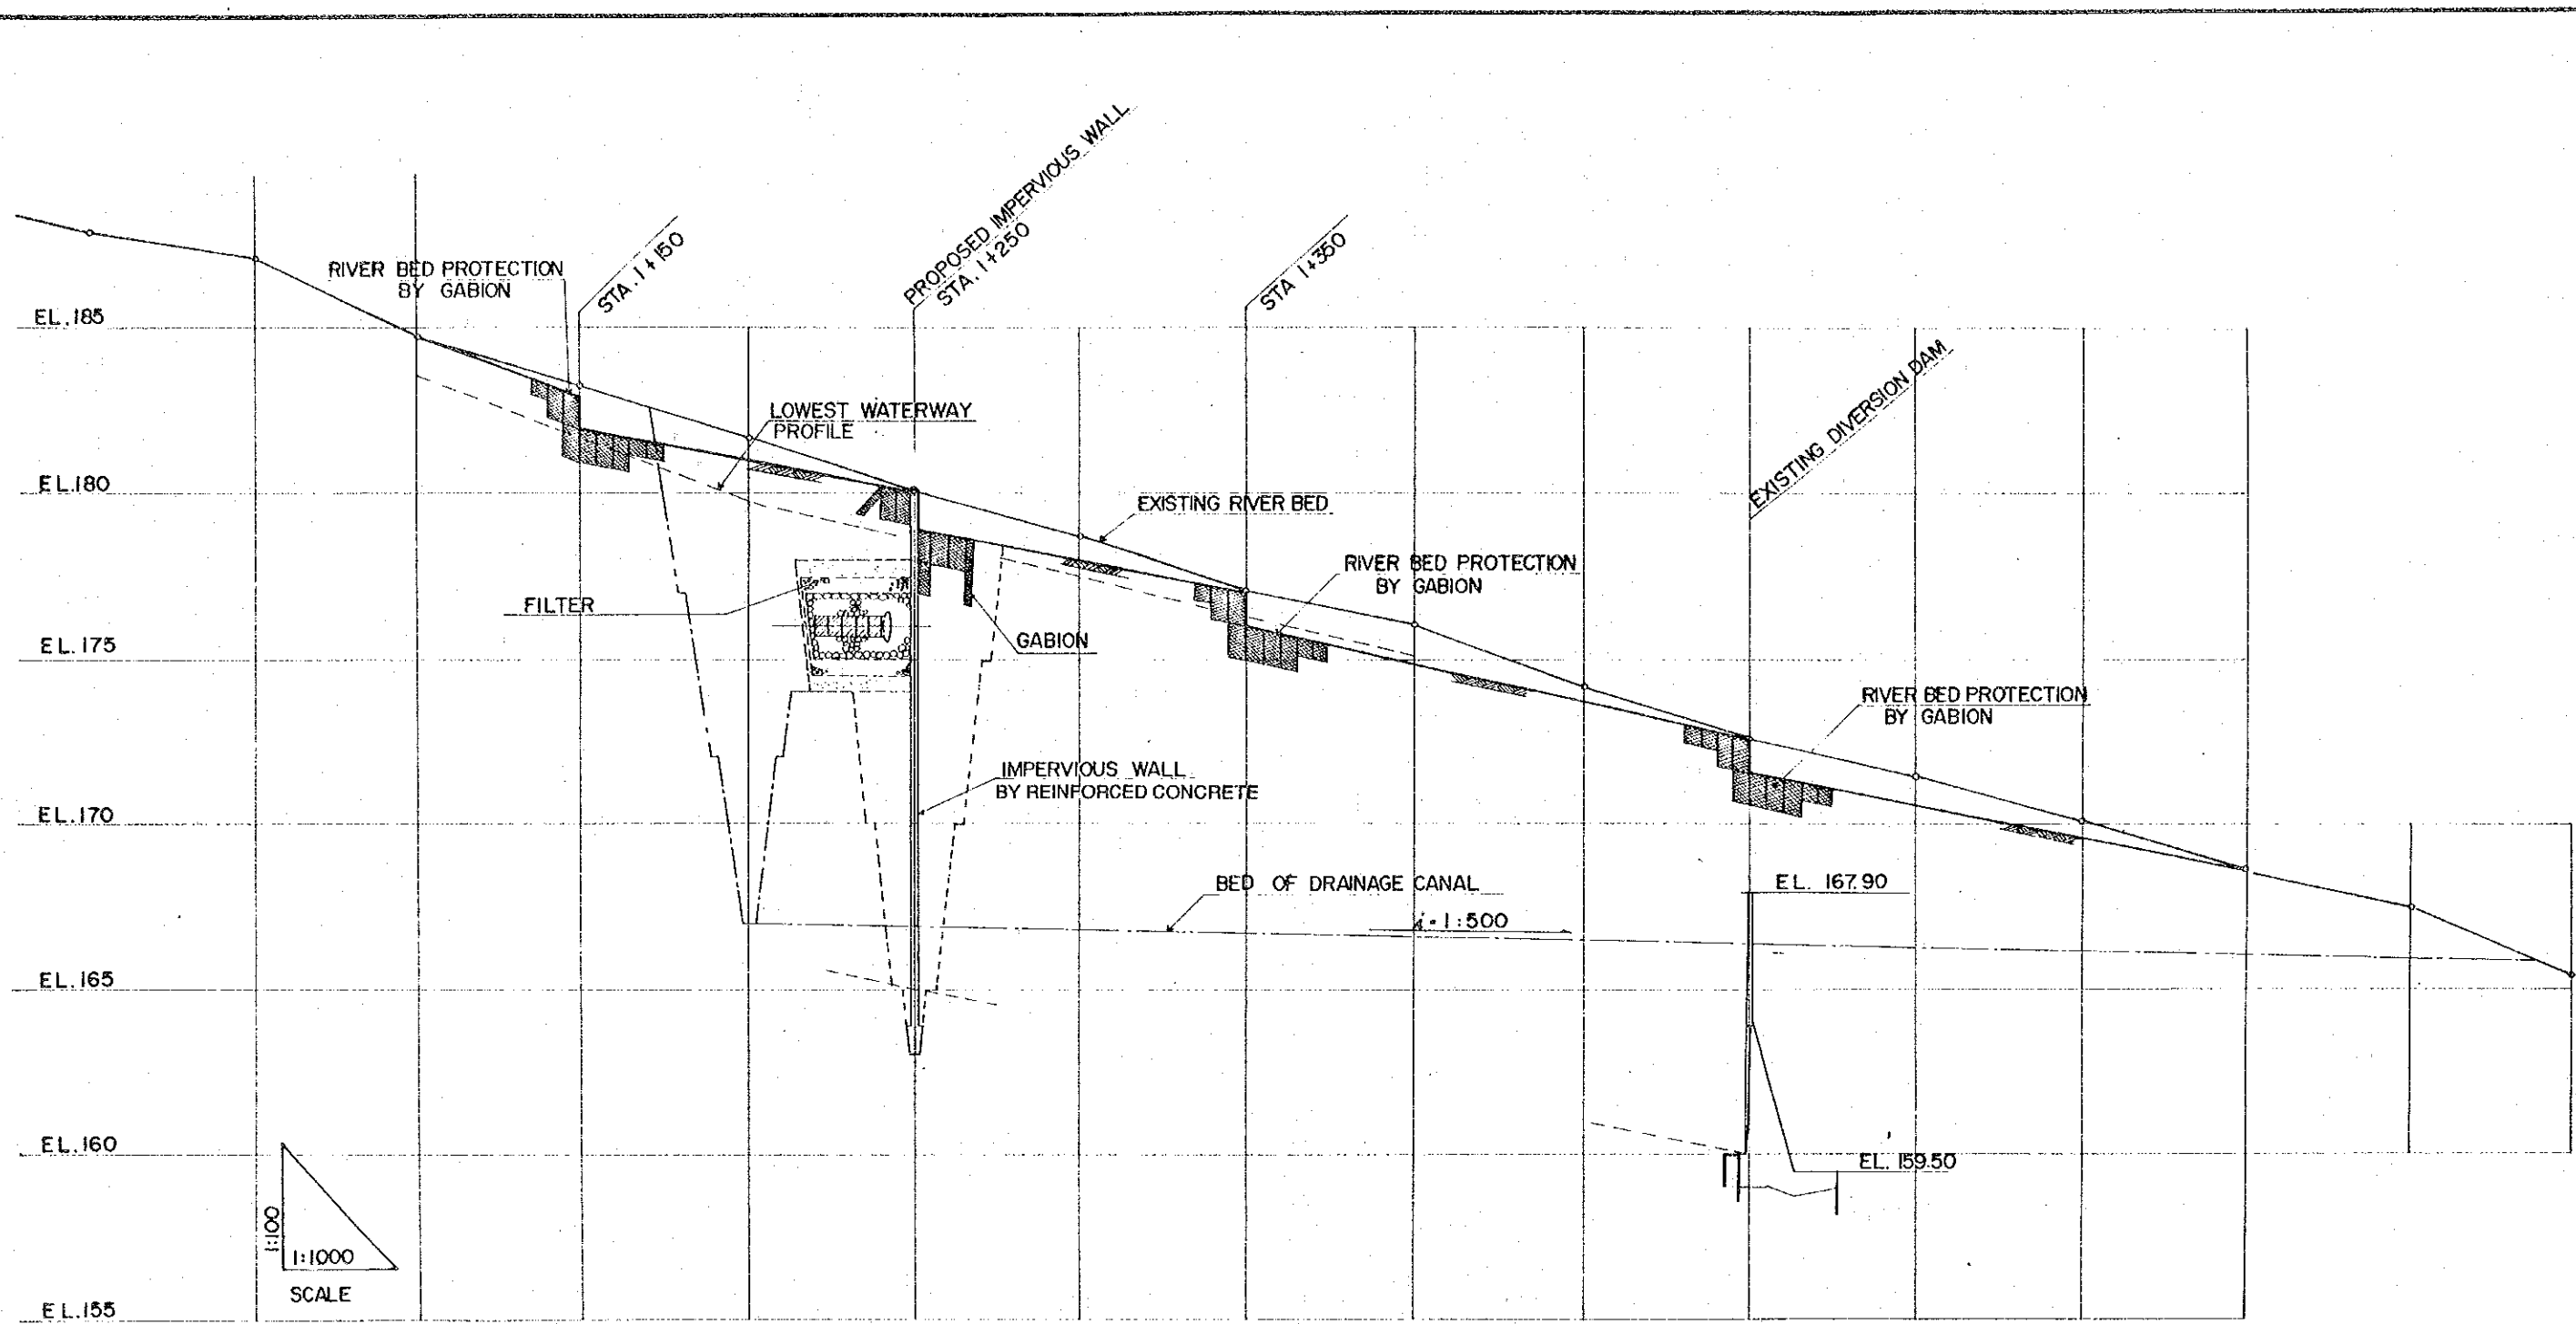 PROPOSED IMPERVIOUS WALL
STA. 1+250
STA. 1+150
STA 1+350
RIVER BED PROTECTION
BY GABION
EL.185
EXISTING DIVERSION DAM
LOWEST WATERWAY
PROFILE
EL.180
EXISTING RIVER BED
RIVER BED PROTECTION
BY GABION
FILTER
GABION
EL.175
RIVER BED PROTECTION
BY GABION
IMPERVIOUS WALL
BY REINFORCED CONCRETE
EL.170
BED OF DRAINAGE CANAL
EL. 167.90
i=1:500
EL.165
EL.160
EL. 159.50
1:100
1:1000
SCALE
EL.155